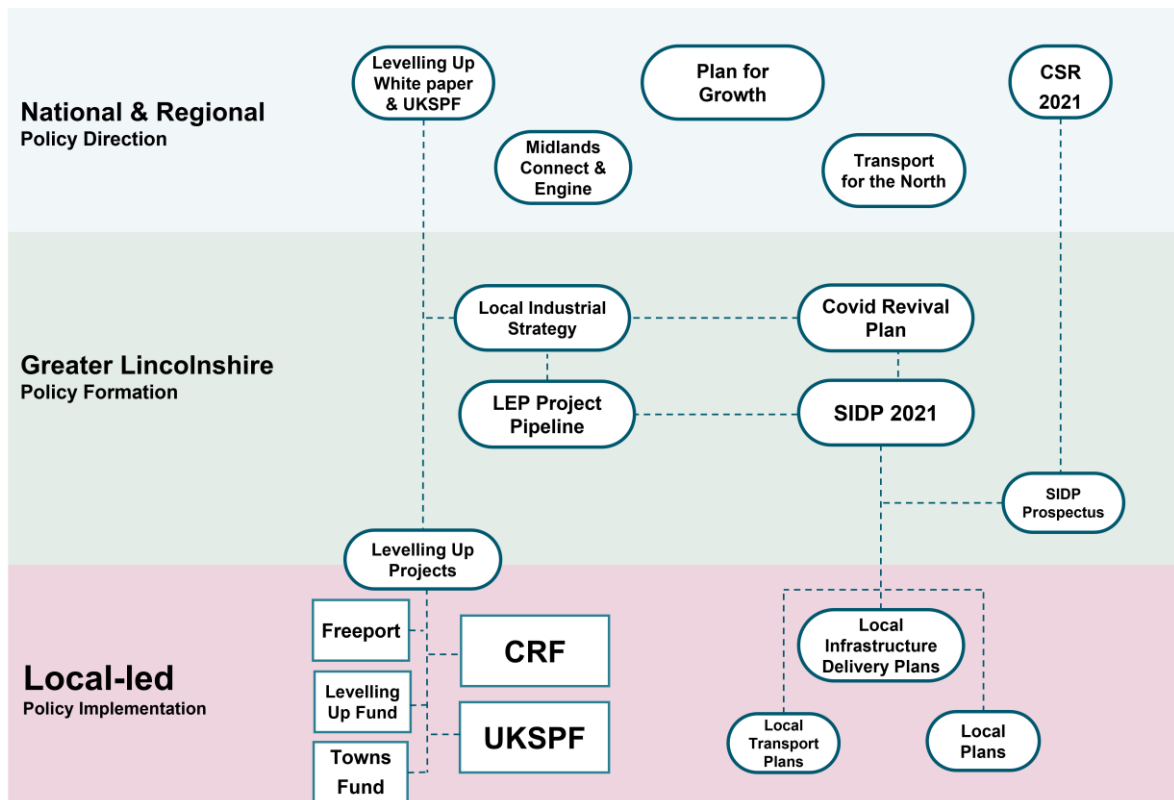 National & Regional
Policy Direction
Levelling Up
White paper
& UKSPF
Plan for
Growth
CSR
2021
Midlands
Connect &
Engine
Transport
for the North
Greater Lincolnshire
Policy Formation
Local Industrial
Strategy
Covid Revival
Plan
LEP Project
Pipeline
SIDP 2021
SIDP
Prospectus
Levelling Up
Projects
Local-led
Policy Implementation
Freeport
CRF
Levelling
Up Fund
UKSPF
Towns
Fund
Local
Infrastructure
Delivery Plans
Local
Transport
Plans
Local
Plans